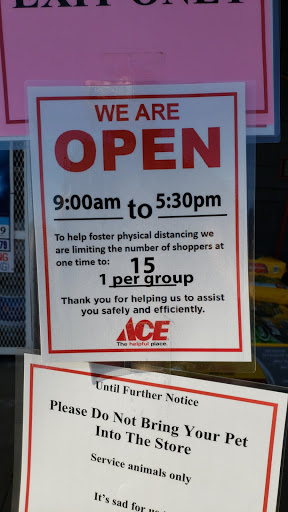 EXIT ONLY
WE ARE
OPEN
9:00am to 5:30pm
To help foster physical distancing we
are limiting the number of shoppers at
one time to: 15
1 per group
Thank you for helping us to assist
you safely and efficiently.
ACE
The helpful place.
Until Further Notice
Please Do Not Bring Your Pet
Into The Store
Service animals only
It's sad for